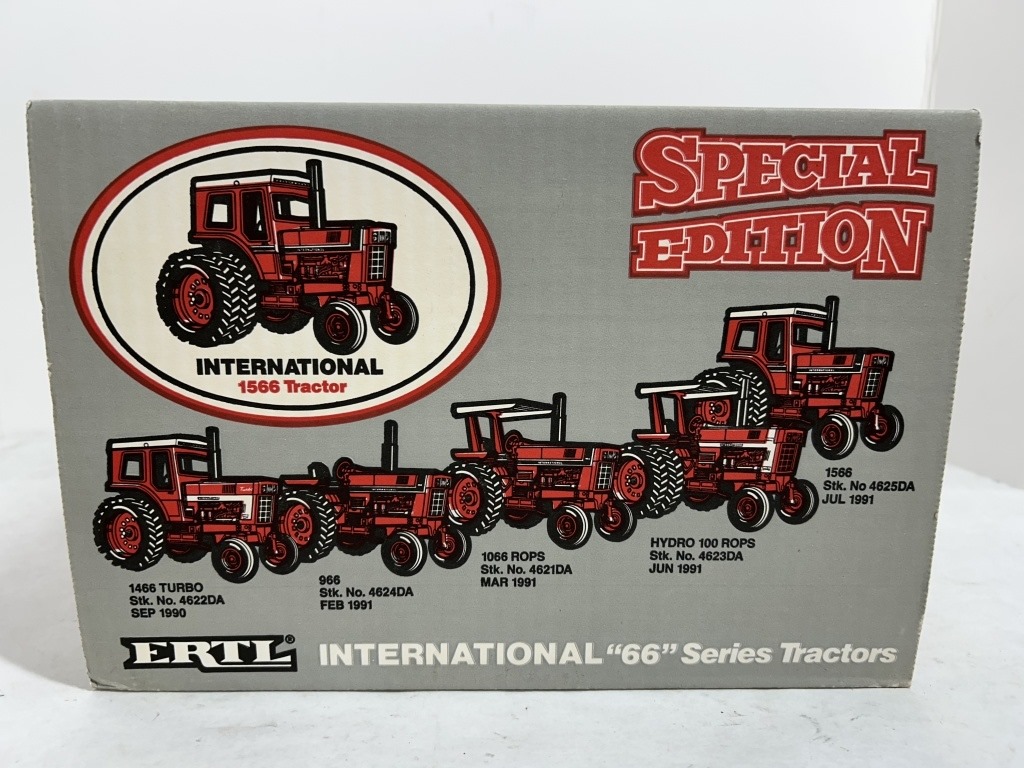 SPECIAL
EDITION
INTERNATIONAL
1566 Tractor
1466 TURBO
Stk. No. 4622DA
SEP 1990
966
Stk. No. 4624DA
FEB 1991
1066 ROPS
Stk. No. 4621DA
MAR 1991
HYDRO 100 ROPS
Stk. No. 4623DA
JUN 1991
1566
Stk. No 4625DA
JUL 1991
ERTL®
INTERNATIONAL "66" Series Tractors